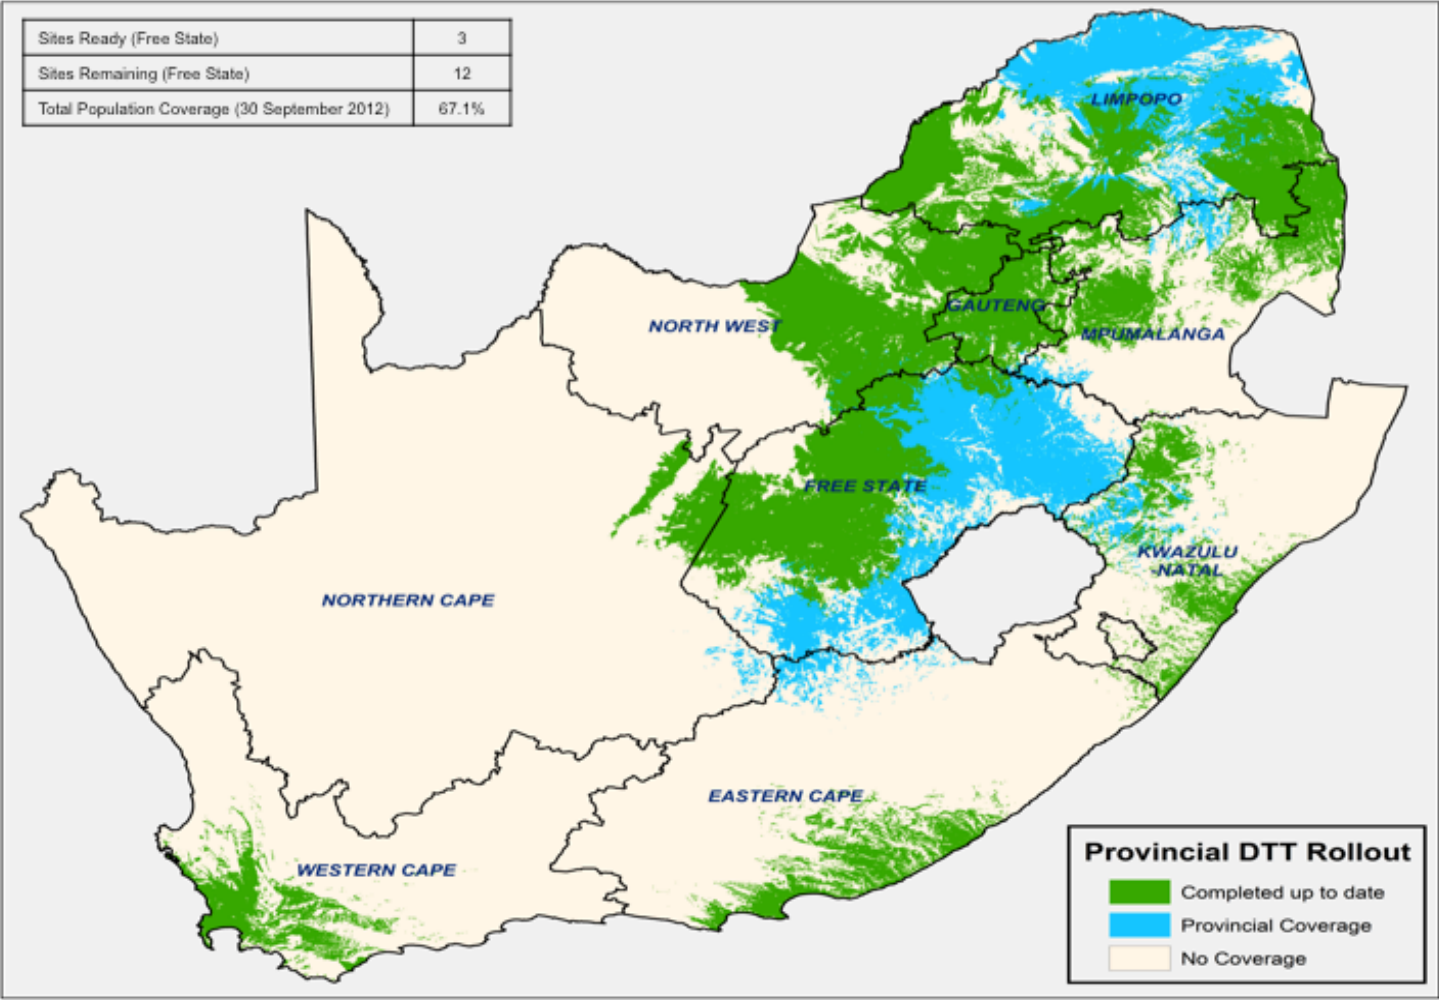 Sites Ready (Free State) 3
Sites Remaining (Free State) 12
Total Population Coverage (30 September 2012) 67.1%
LIMPOPO
GAUTENG
NORTH WEST
MPUMALANGA
FREE STATE
KWAZULU
NATAL
NORTHERN CAPE
EASTERN CAPE
WESTERN CAPE
Provincial DTT Rollout
Completed up to date
Provincial Coverage
No Coverage